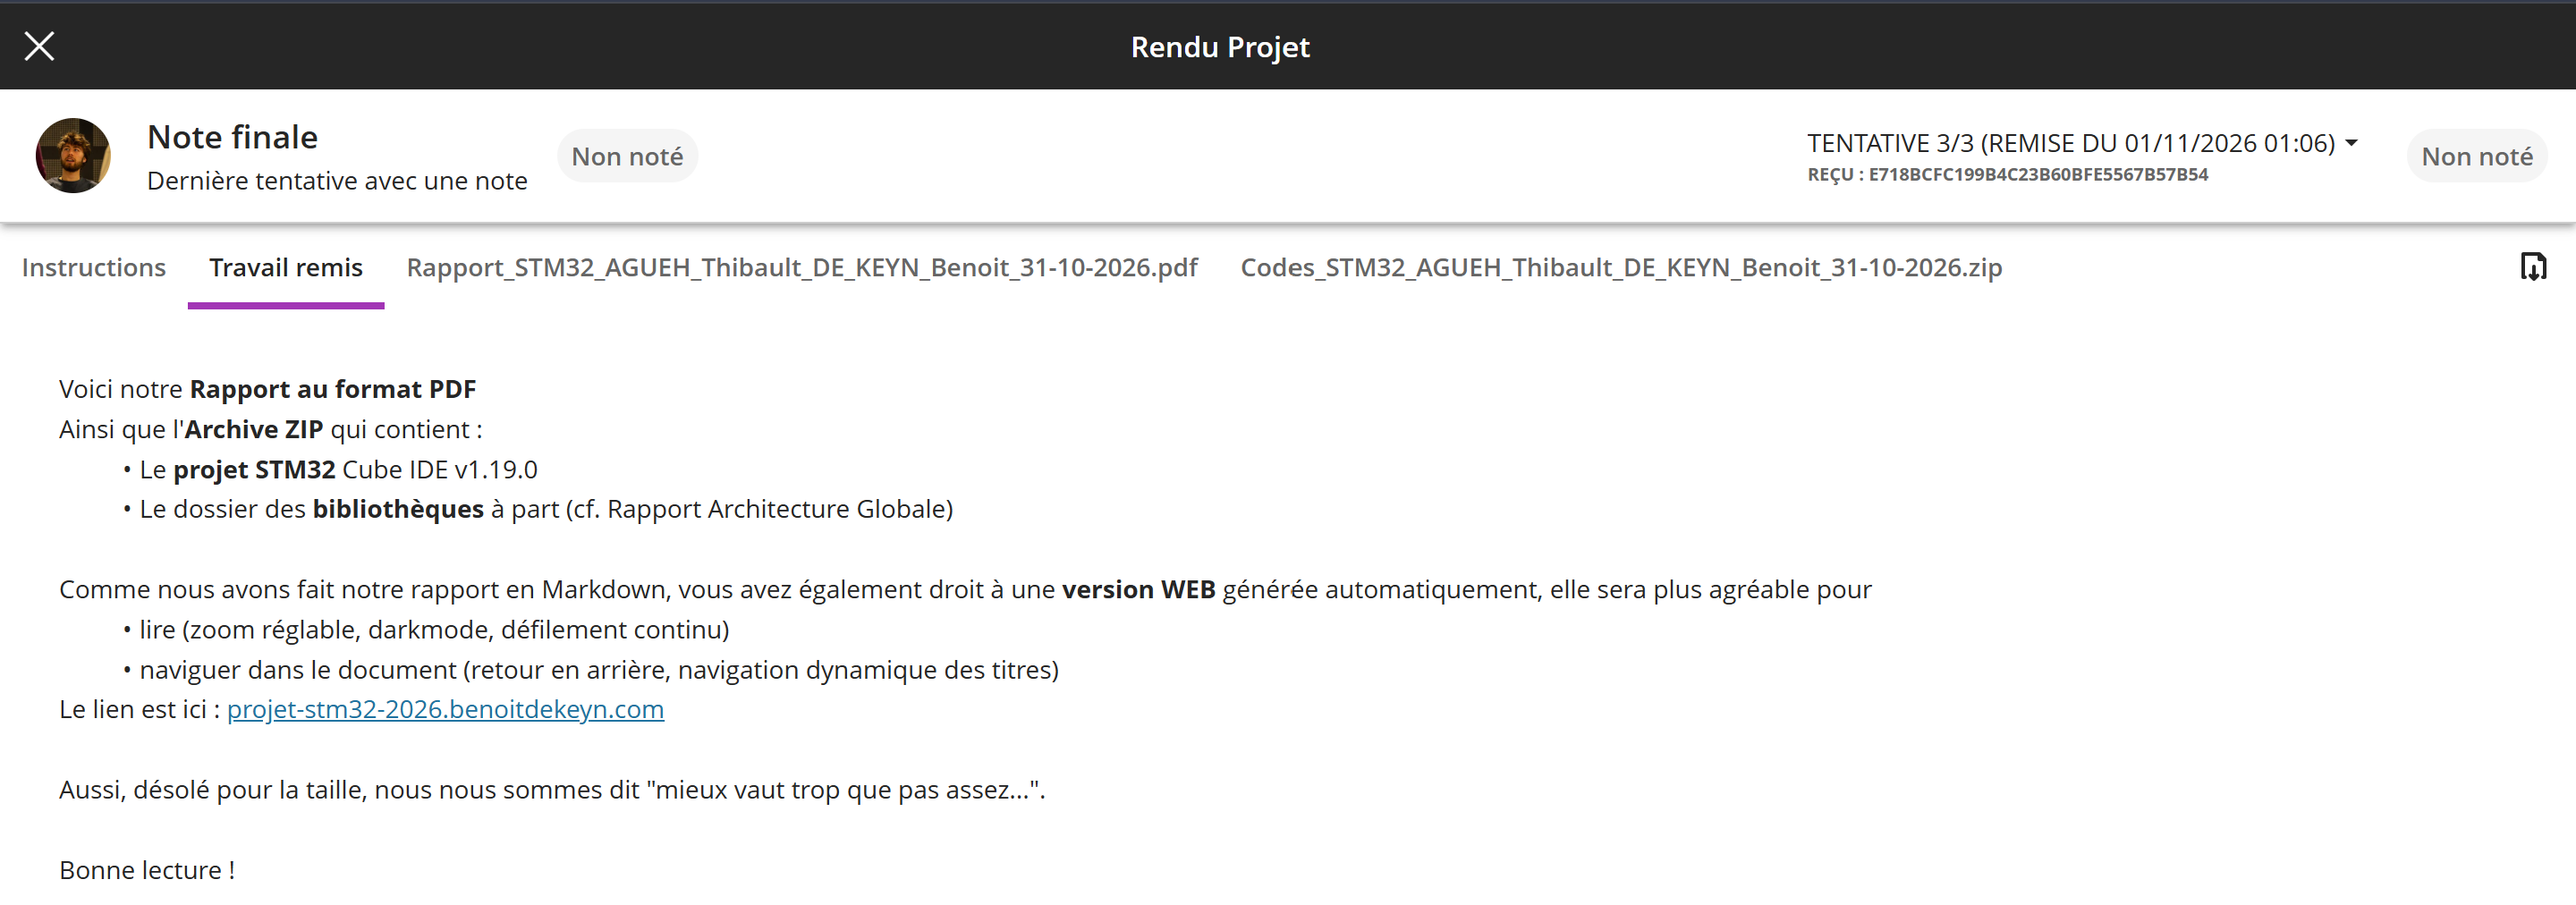 Rendu Projet
Note finale
Dernière tentative avec une note
Non noté
TENTATIVE 3/3 (REMISE DU 01/11/2026 01:06)
REÇU : E718BCFC199B4C23B60BFE5567B57B54
Non noté
Instructions
Travail remis
Rapport_STM32_AGUEH_Thibault_DE_KEYN_Benoit_31-10-2026.pdf
Codes_STM32_AGUEH_Thibault_DE_KEYN_Benoit_31-10-2026.zip
Voici notre Rapport au format PDF
Ainsi que l'Archive ZIP qui contient :
• Le projet STM32 Cube IDE v1.19.0
• Le dossier des bibliothèques à part (cf. Rapport Architecture Globale)
Comme nous avons fait notre rapport en Markdown, vous avez également droit à une version WEB générée automatiquement, elle sera plus agréable pour
• lire (zoom réglable, darkmode, défilement continu)
• naviguer dans le document (retour en arrière, navigation dynamique des titres)
Le lien est ici : projet-stm32-2026.benoitdekeyn.com
Aussi, désolé pour la taille, nous nous sommes dit "mieux vaut trop que pas assez...".
Bonne lecture !